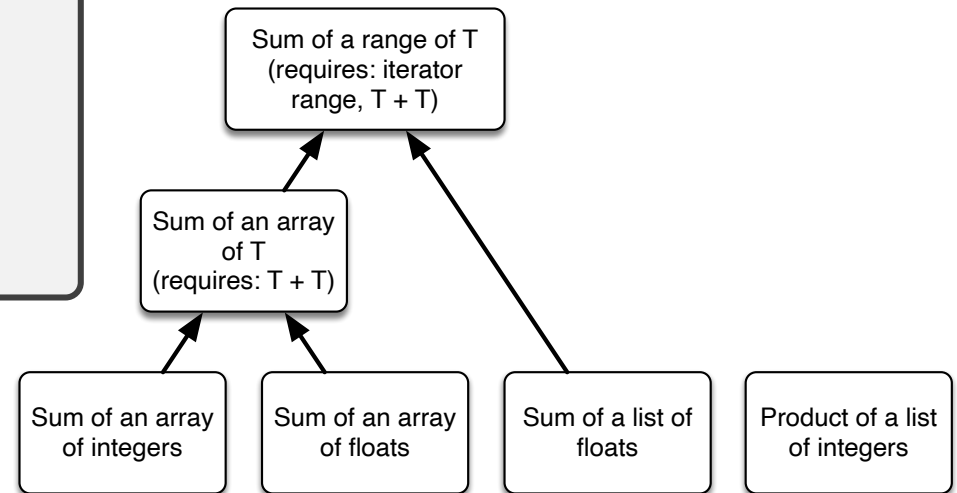 Sum of a range of T
(requires: iterator
range, T + T)
Sum of an array
of T
(requires: T + T)
Sum of an array
of integers
Sum of an array
of floats
Sum of a list of
floats
Product of a list
of integers